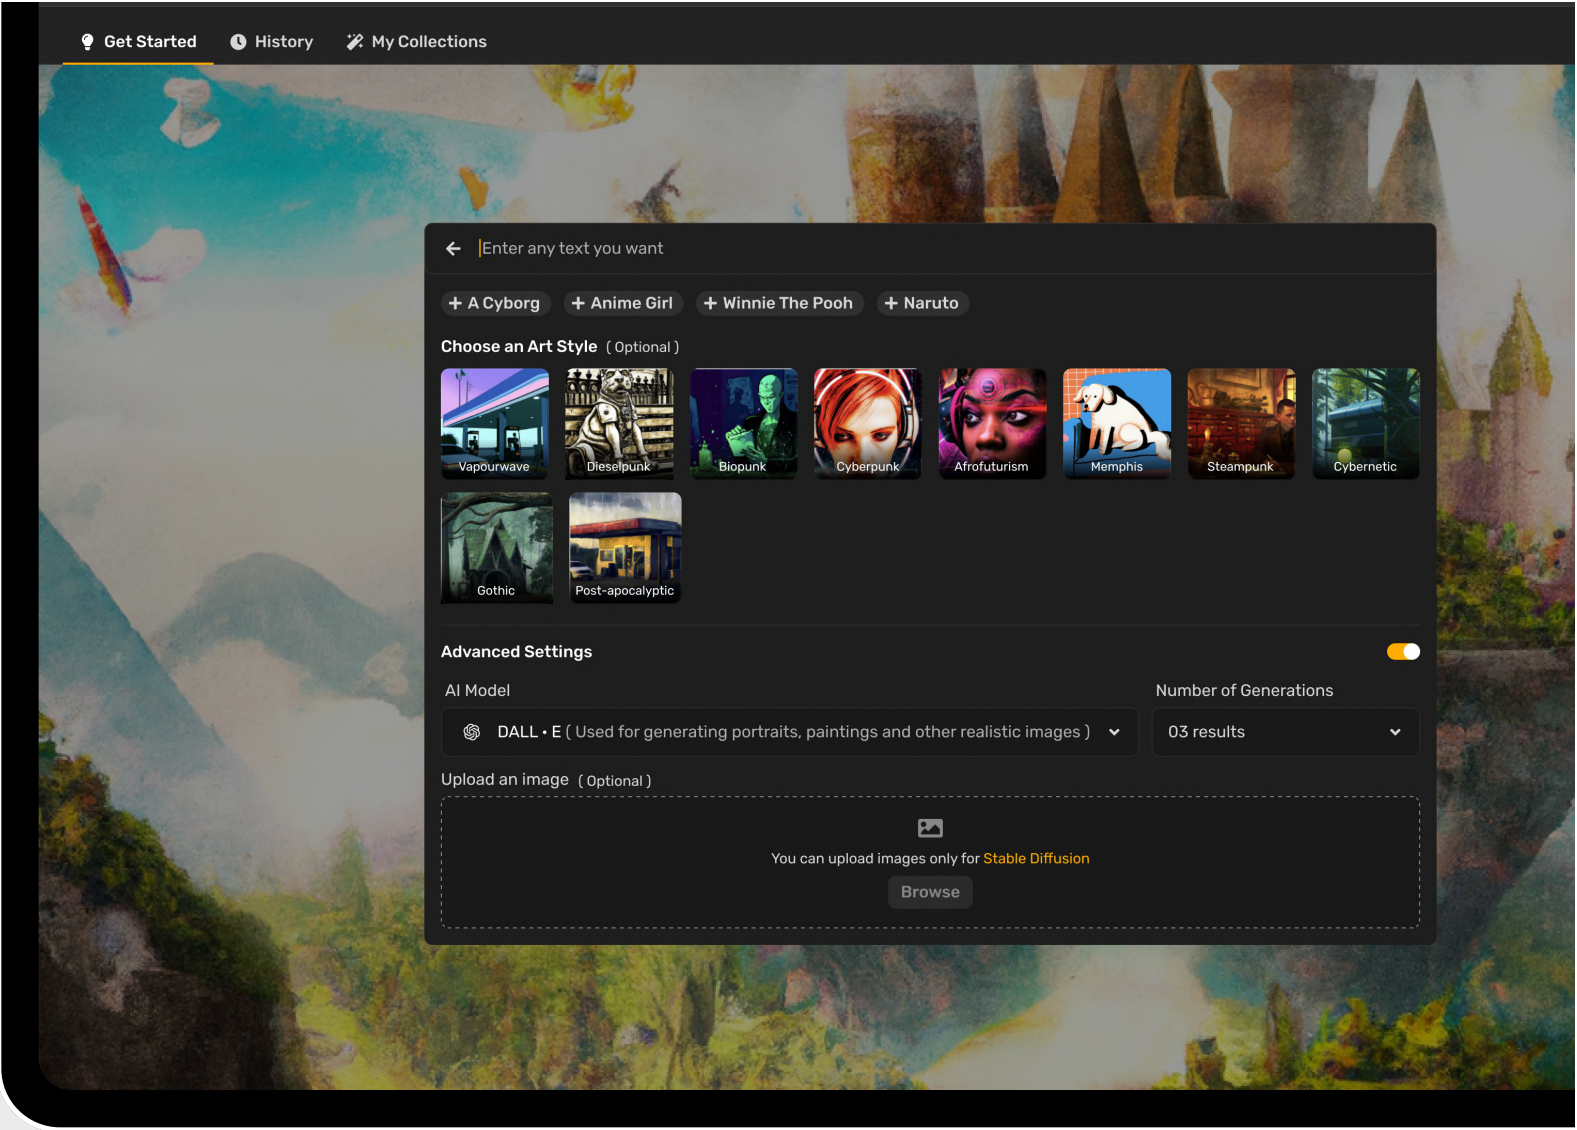 Get Started History My Collections
Enter any text you want
+ A Cyborg + Anime Girl + Winnie The Pooh + Naruto
Choose an Art Style ( Optional )
Vapourwave Dieselpunk Biopunk Cyberpunk Afrofuturism Memphis Steampunk Cybernetic
Gothic Post-apocalyptic
Advanced Settings
AI Model Number of Generations
DALL • E ( Used for generating portraits, paintings and other realistic images ) 03 results
Upload an image ( Optional )
You can upload images only for Stable Diffusion
Browse